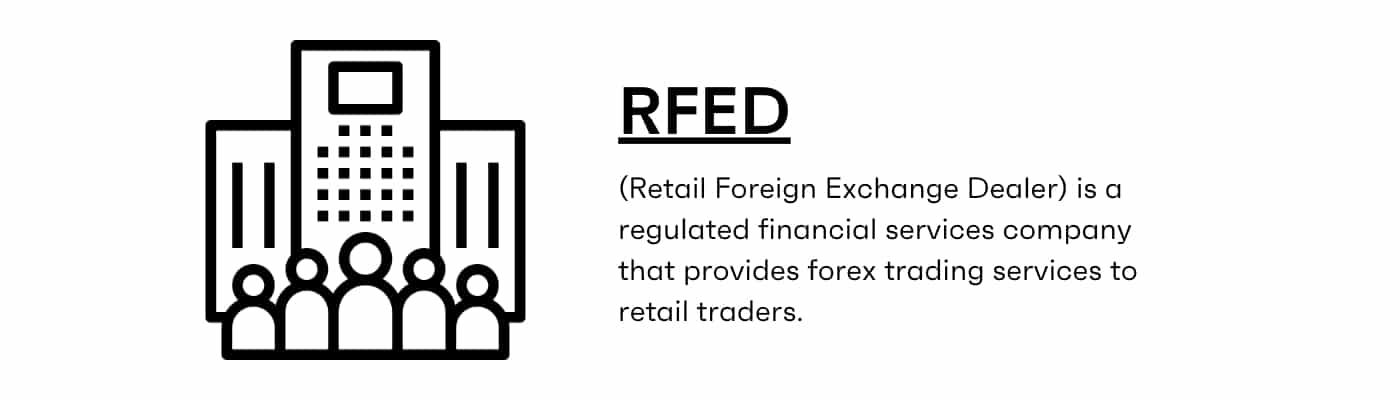 RFED
(Retail Foreign Exchange Dealer) is a
regulated financial services company
that provides forex trading services to
retail traders.